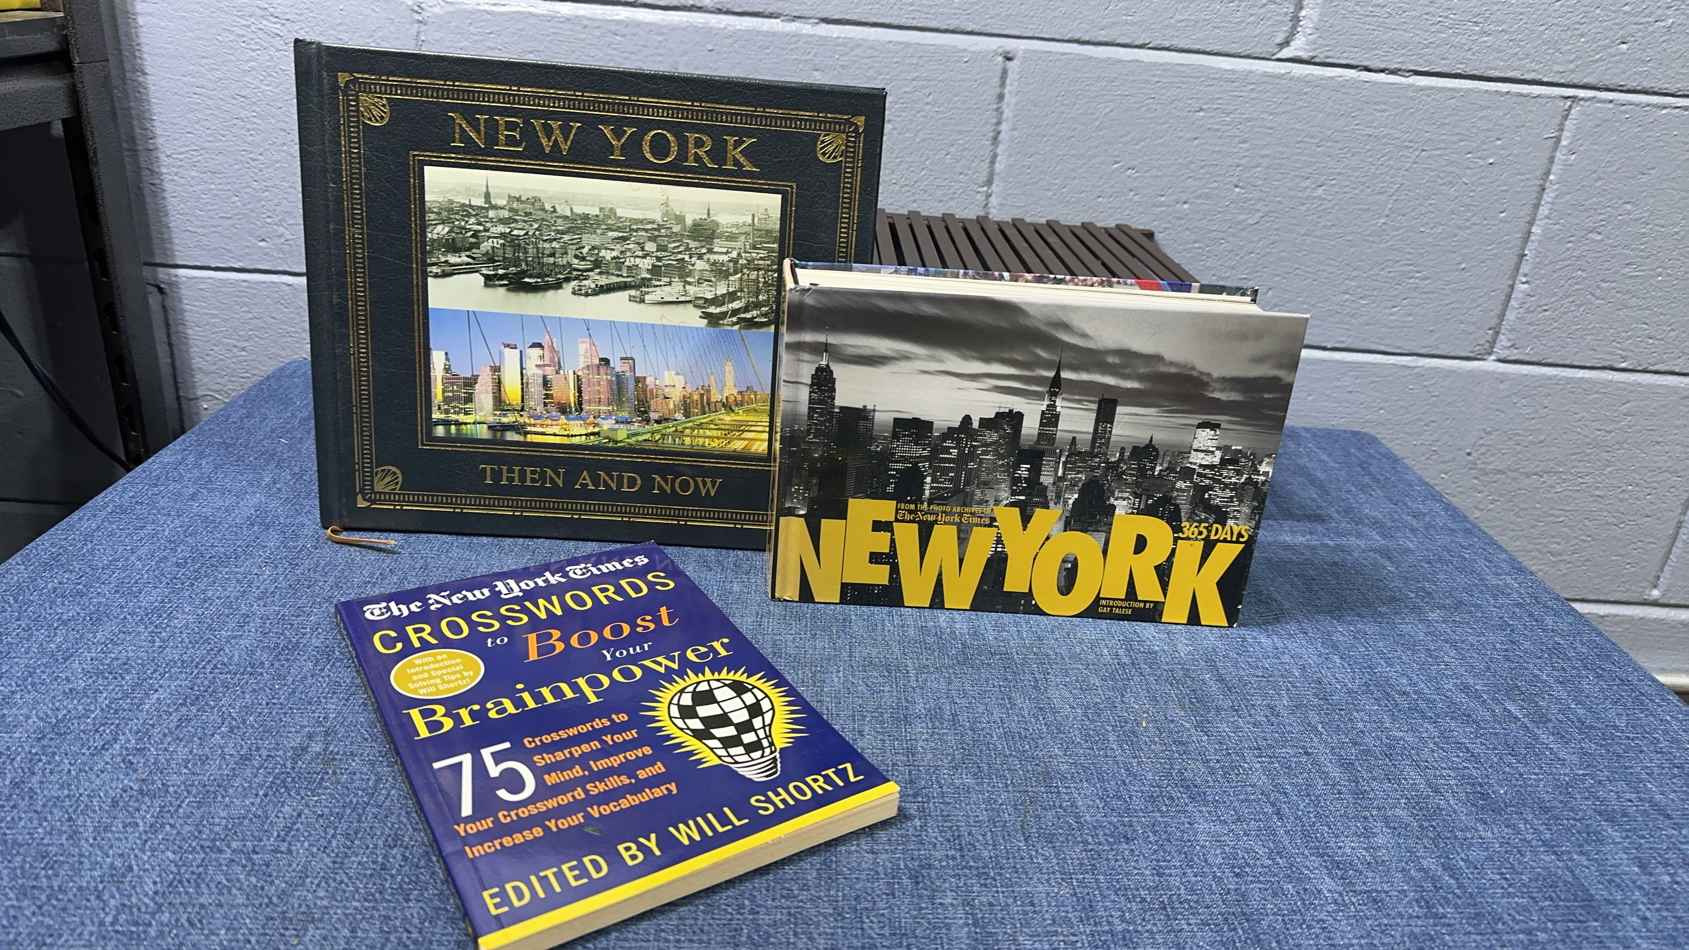 NEW YORK
THEN AND NOW
FROM THE PHOTO ARCHIVES OF
The New York Times
NEW YORK
365 DAYS
INTRODUCTION BY
GAY TALESE
The New York Times
CROSSWORDS
to Boost
Your
Brainpower
With an
Introduction
and Special
Solving Tips by
Will Shortz!
75
Crosswords to
Sharpen Your
Mind, Improve
Your Crossword Skills, and
Increase Your Vocabulary
EDITED BY WILL SHORTZ